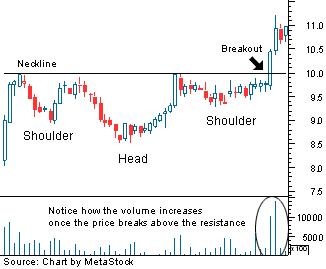 11.0
Breakout
10.5
Neckline
10.0
9.5
Shoulder
Shoulder
9.0
Head
8.5
8.0
7.5
Notice how the volume increases
once the price breaks above the resistance
10000
5000
x100
Source: Chart by MetaStock